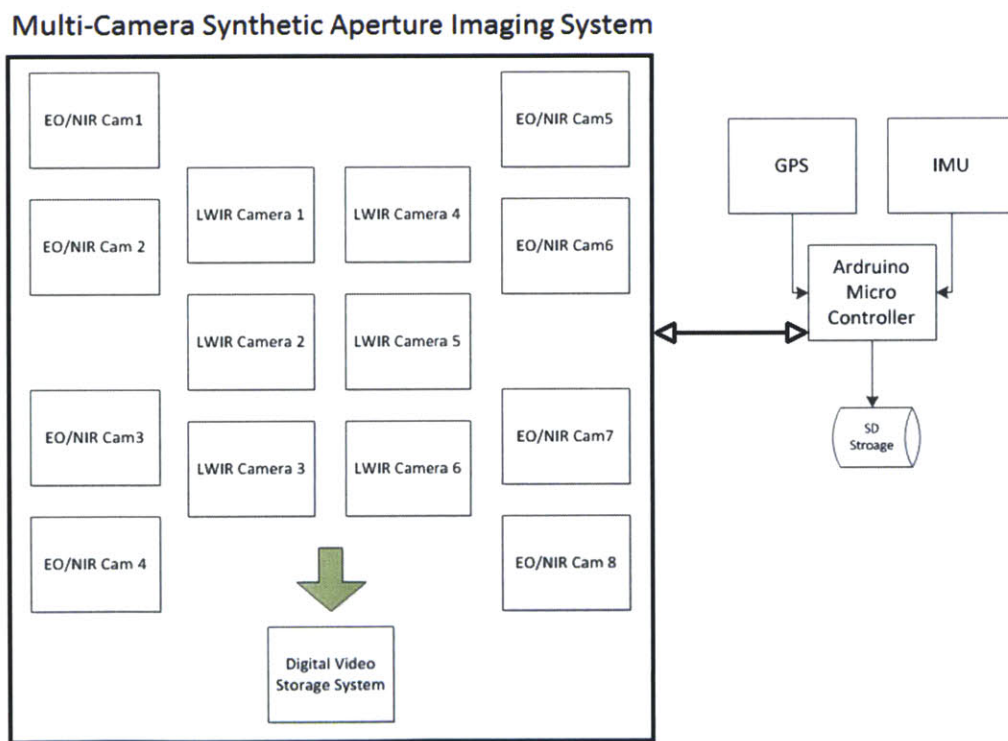 Multi-Camera Synthetic Aperture Imaging System
EO/NIR Cam1
EO/NIR Cam5
GPS
IMU
LWIR Camera 1
LWIR Camera 4
EO/NIR Cam 2
EO/NIR Cam6
Ardruino
Micro
Controller
LWIR Camera 2
LWIR Camera 5
EO/NIR Cam3
EO/NIR Cam7
SD
Stroage
LWIR Camera 3
LWIR Camera 6
EO/NIR Cam 4
EO/NIR Cam 8
Digital Video
Storage System